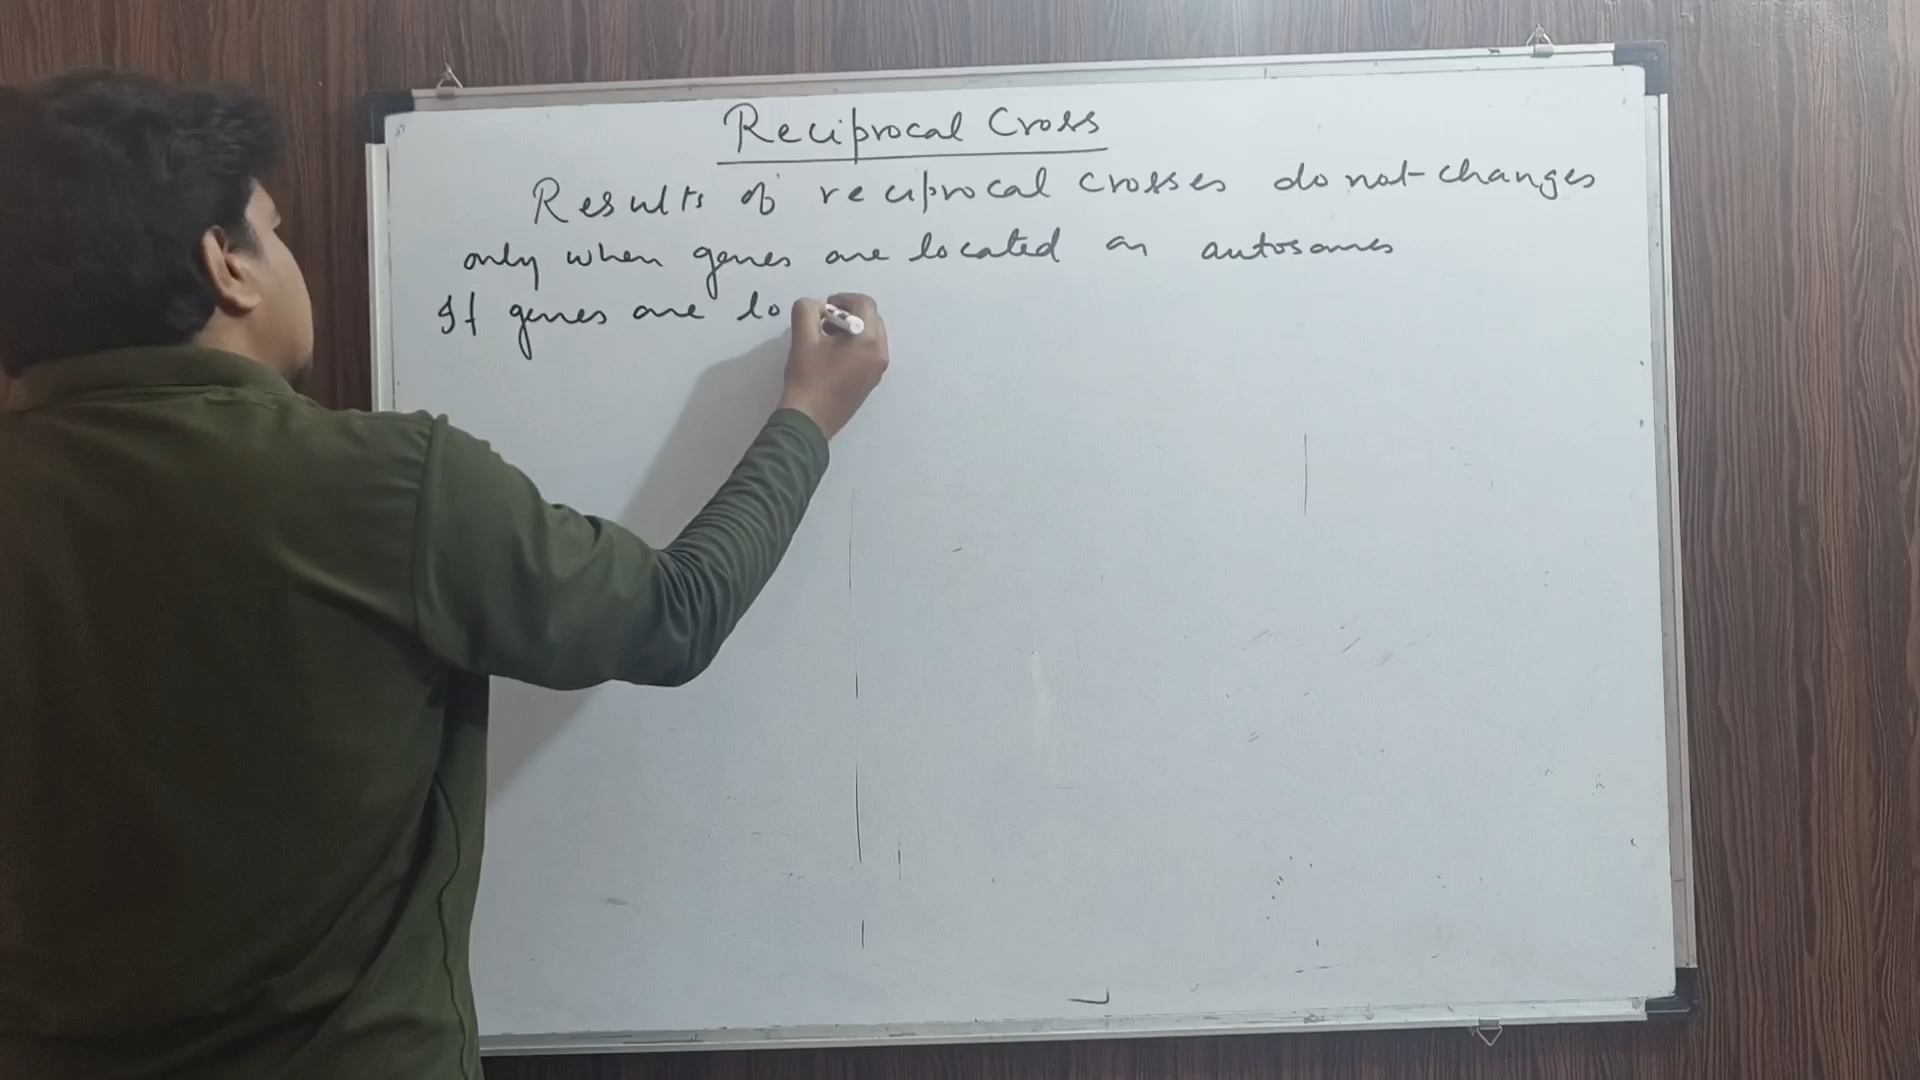 Reciprocal Cross
Results of reciprocal crosses do not changes
only when genes are located on autosomes
If genes are lo